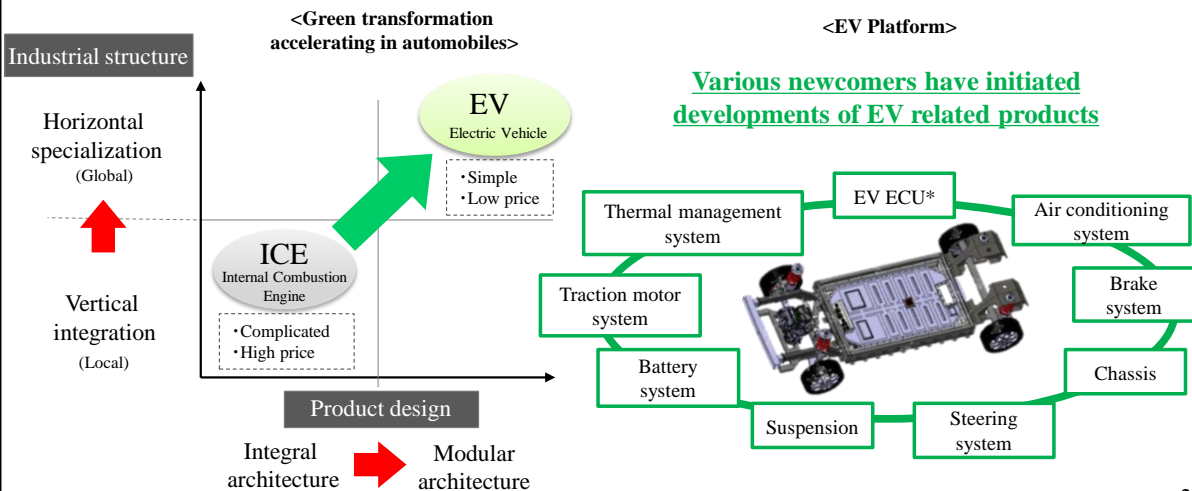 <Green transformation
accelerating in automobiles>
Industrial structure
Horizontal
specialization
(Global)
Vertical
integration
(Local)
EV
Electric Vehicle
・Simple
・Low price
ICE
Internal Combustion
Engine
・Complicated
・High price
Product design
Integral
architecture
Modular
architecture
<EV Platform>
Various newcomers have initiated
developments of EV related products
EV ECU*
Thermal management
system
Air conditioning
system
Traction motor
system
Brake
system
Battery
system
Chassis
Suspension
Steering
system